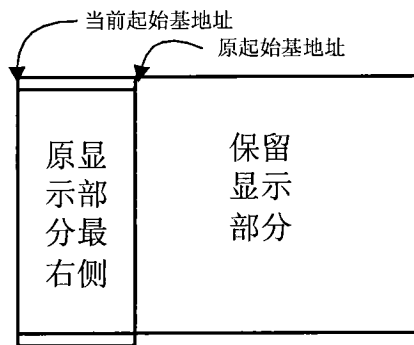 当前起始基地址
原起始基地址
原显
示部
分最
右侧
保留
显示
部分